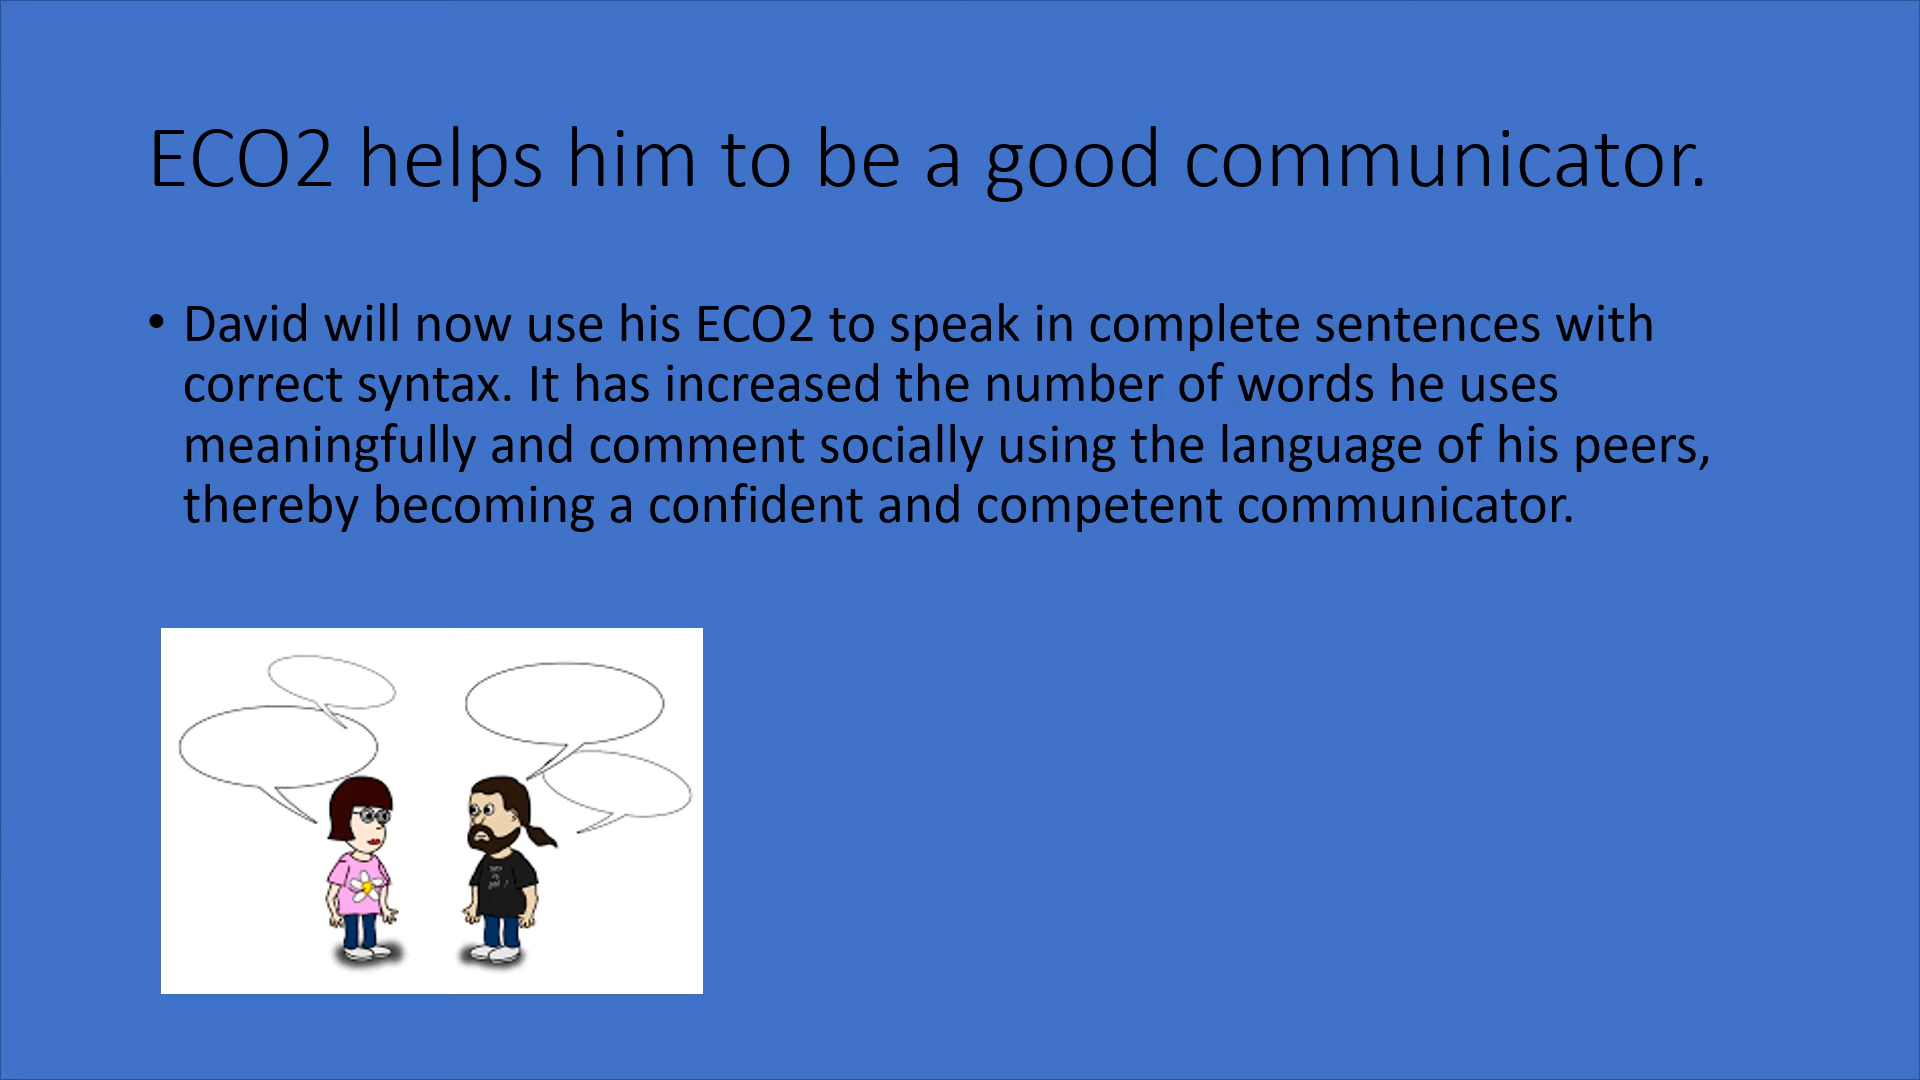 ECO2 helps him to be a good communicator.
• David will now use his ECO2 to speak in complete sentences with
correct syntax. It has increased the number of words he uses
meaningfully and comment socially using the language of his peers,
thereby becoming a confident and competent communicator.